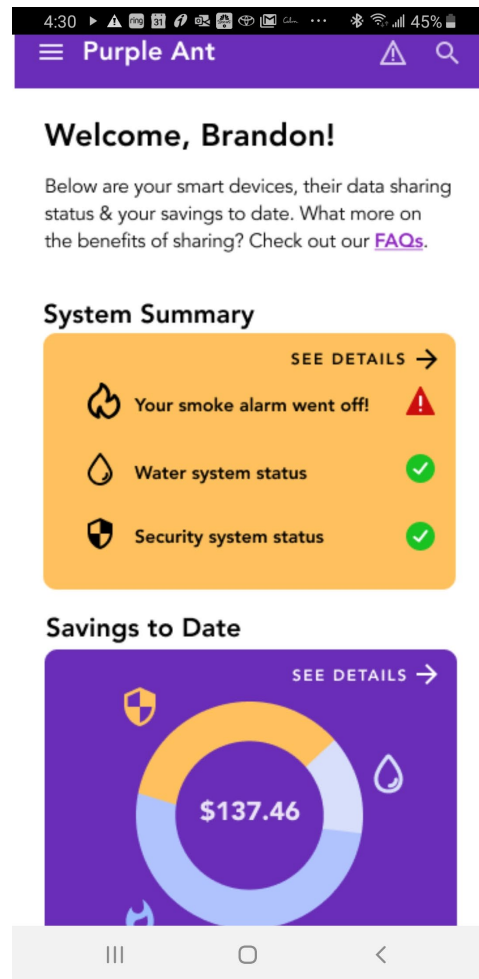 4:30 ring 31 45%
Purple Ant
Welcome, Brandon!
Below are your smart devices, their data sharing
status & your savings to date. What more on
the benefits of sharing? Check out our FAQs.
System Summary
SEE DETAILS
Your smoke alarm went off!
Water system status
Security system status
Savings to Date
SEE DETAILS
$137.46